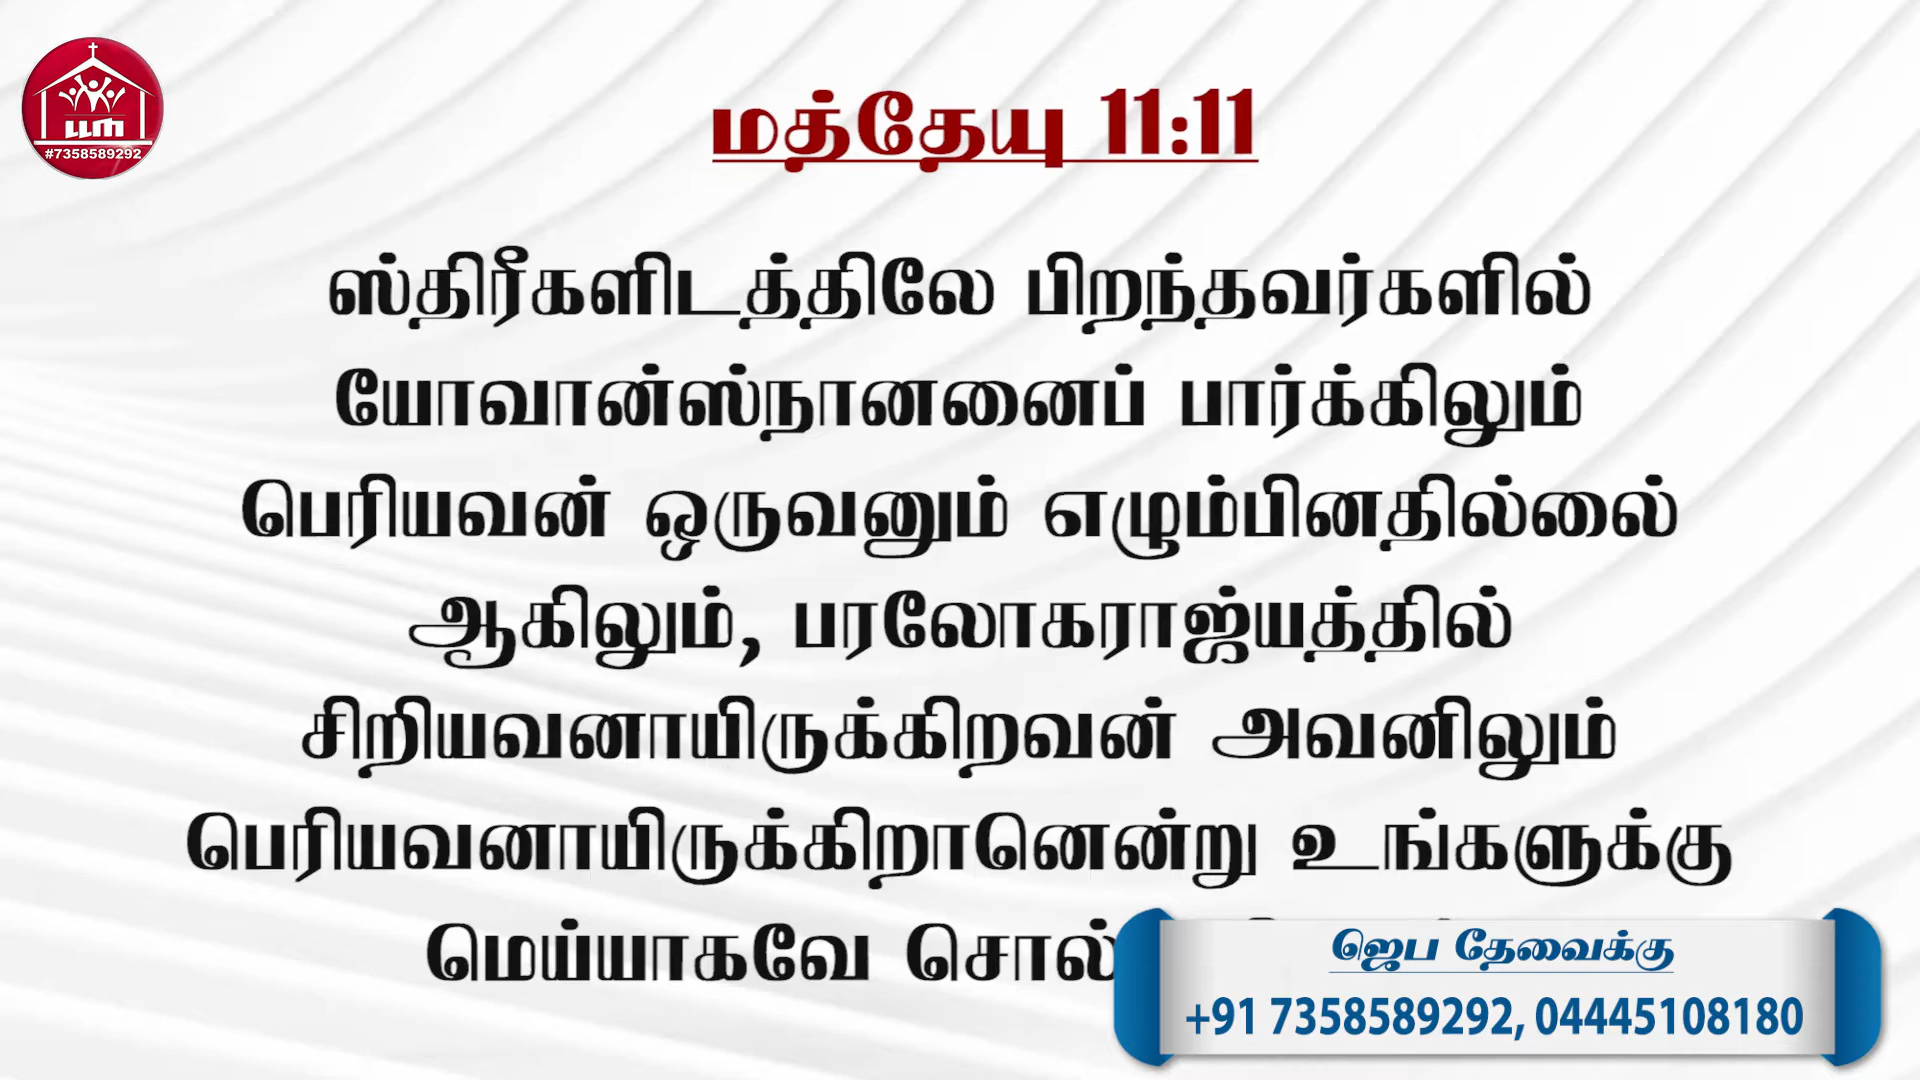 மத்தேயு 11:11
ஸ்திரீகளிடத்திலே பிறந்தவர்களில்
யோவான்ஸ்நானனைப் பார்க்கிலும்
பெரியவன் ஒருவனும் எழும்பினதில்லை
ஆகிலும், பரலோகராஜ்யத்தில்
சிறியவனாயிருக்கிறவன் அவனிலும்
பெரியவனாயிருக்கிறானென்று உங்களுக்கு
மெய்யாகவே
ஜெப தேவைக்கு
+91 7358589292, 04445108180
#7358589292